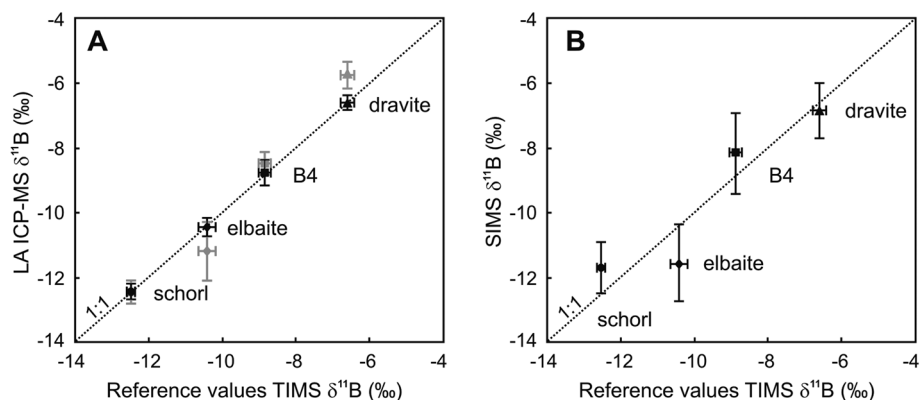 A
LA ICP-MS δ¹¹B (‰)
-4
-6
-8
-10
-12
-14
dravite
B4
elbaite
schorl
1:1
-14 -12 -10 -8 -6 -4
Reference values TIMS δ¹¹B (‰)
B
SIMS δ¹¹B (‰)
-4
-6
-8
-10
-12
-14
dravite
B4
elbaite
1:1
schorl
-14 -12 -10 -8 -6 -4
Reference values TIMS δ¹¹B (‰)